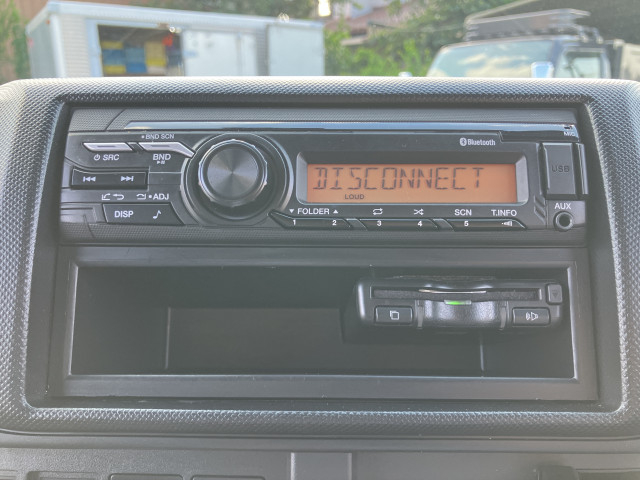 • BND SCN
Bluetooth
SRC
BND
DISCONNECT
LOUD
USB
ADJ
DISP
FOLDER
SCN
T.INFO
AUX
1 2 3 4 5